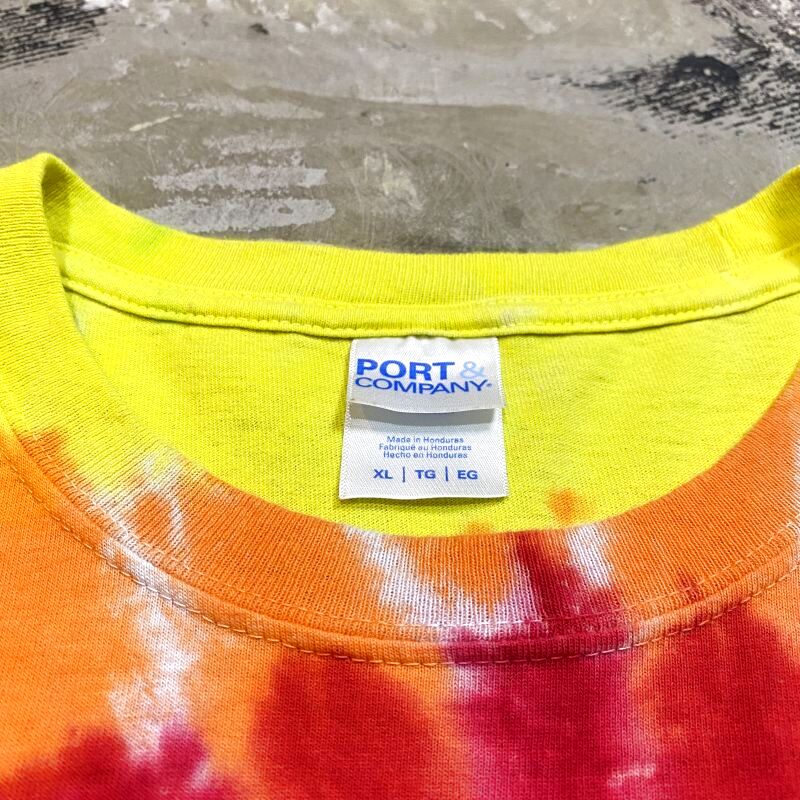 PORT &
COMPANY
Made in Honduras
Fabriqué au Honduras
Hecho en Honduras
XL | TG | EG